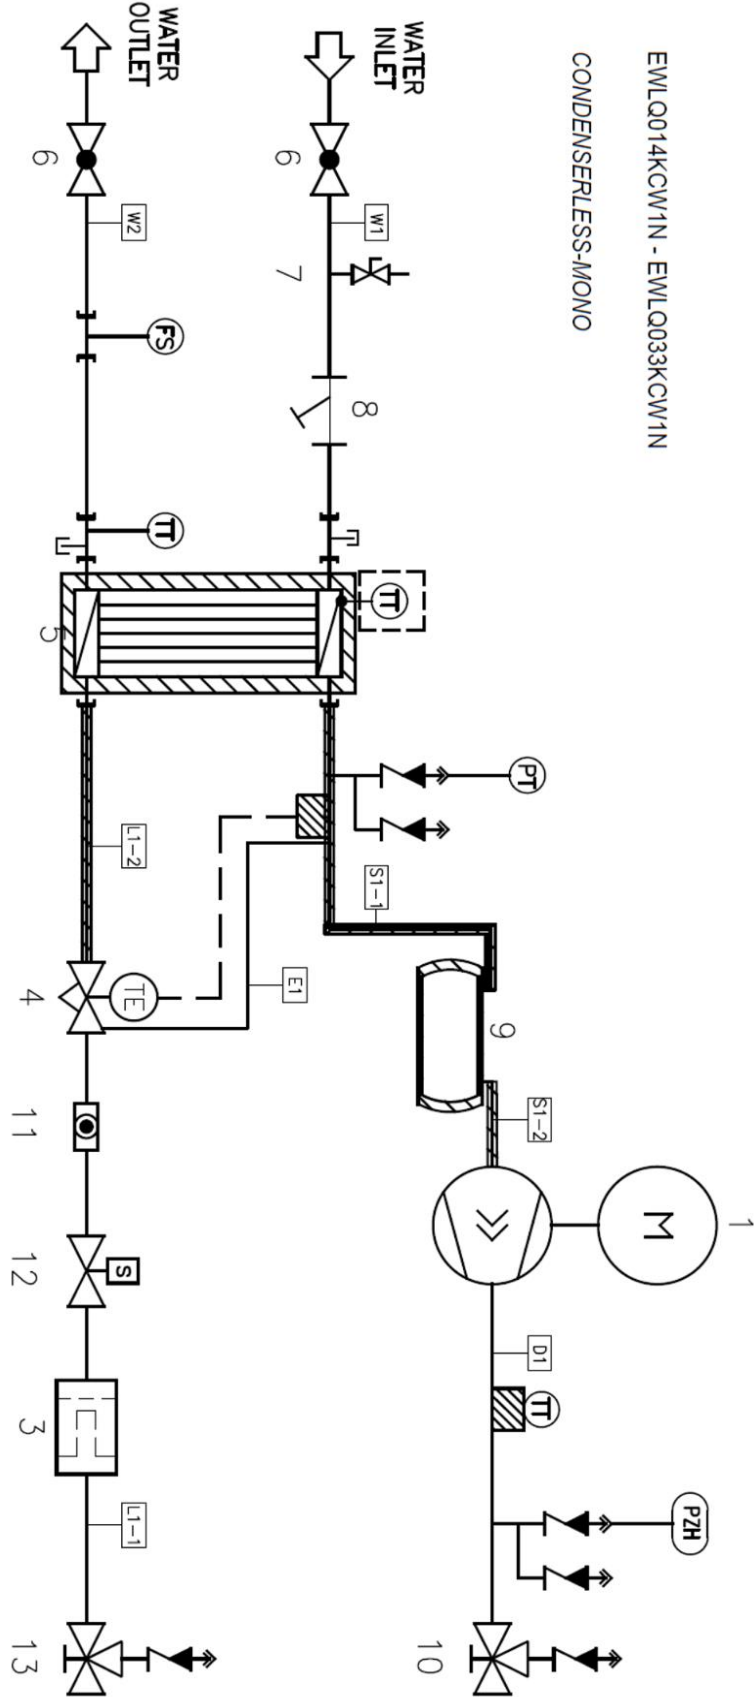 EWLQ014KCW1N - EWLQ033KCW1N
CONDENSERLESS-MONO
WATER
INLET
WATER
OUTLET
6
6
W1
W2
7
FS
8
TT
TT
5
PT
L1-2
S1-1
E1
TE
4
9
S1-2
11
M
1
12
S
D1
TT
3
L1-1
PZH
13
10